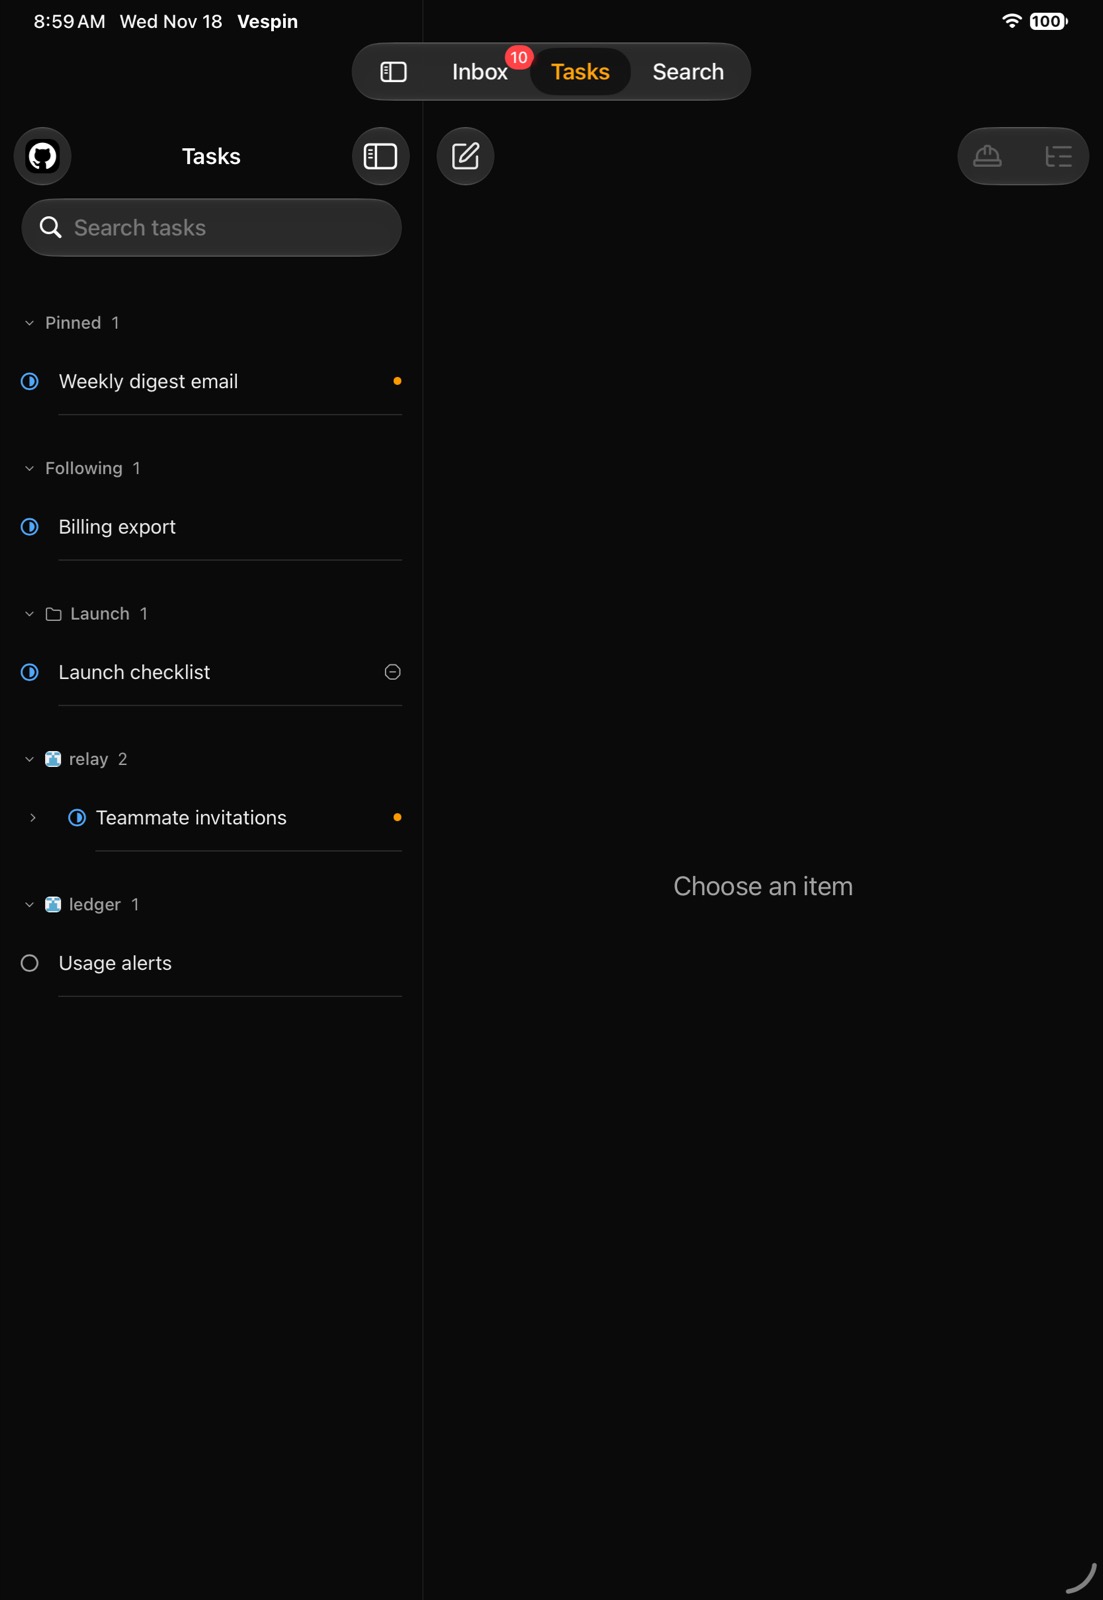 8:59 AM Wed Nov 18 Vespin
100
Inbox 10 Tasks Search
Tasks
Search tasks
Pinned 1
Weekly digest email
Following 1
Billing export
Launch 1
Launch checklist
relay 2
Teammate invitations
Choose an item
ledger 1
Usage alerts